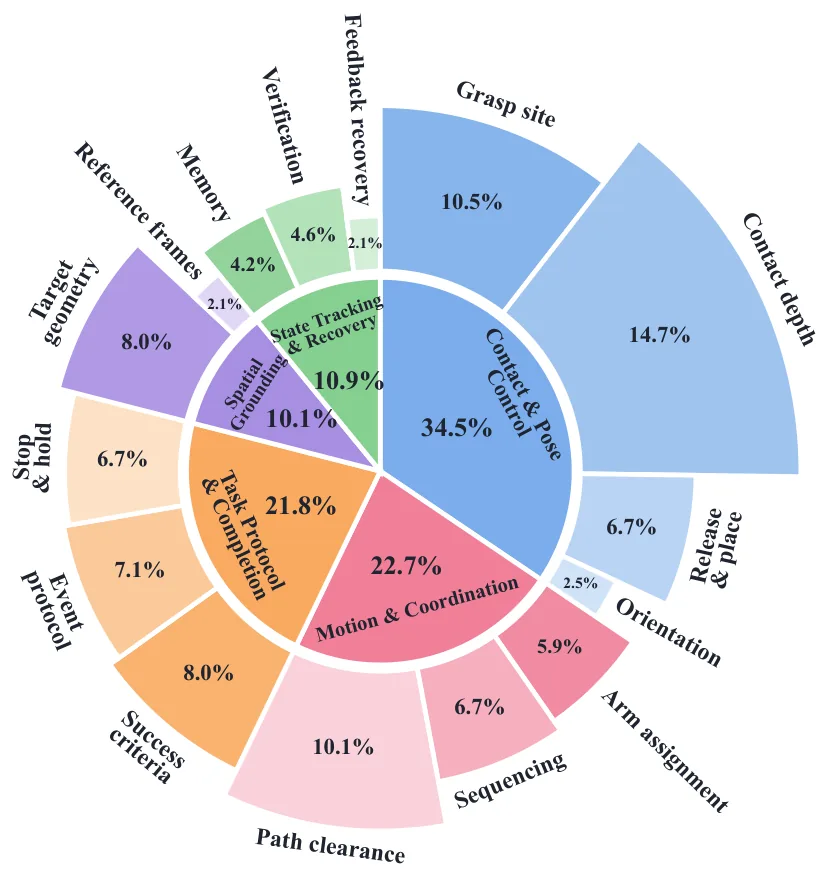 Feedback recovery
2.1%
Verification
4.6%
Memory
4.2%
Reference frames
2.1%
Target
geometry
8.0%
Stop
& hold
6.7%
Event
protocol
7.1%
Success
criteria
8.0%
Path clearance
10.1%
Sequencing
6.7%
Arm assignment
5.9%
Orientation
2.5%
Release
& place
6.7%
Contact depth
14.7%
Grasp site
10.5%
Contact & Pose
Control
34.5%
Motion & Coordination
22.7%
Task Protocol
& Completion
21.8%
Spatial
Grounding
10.1%
State Tracking
& Recovery
10.9%